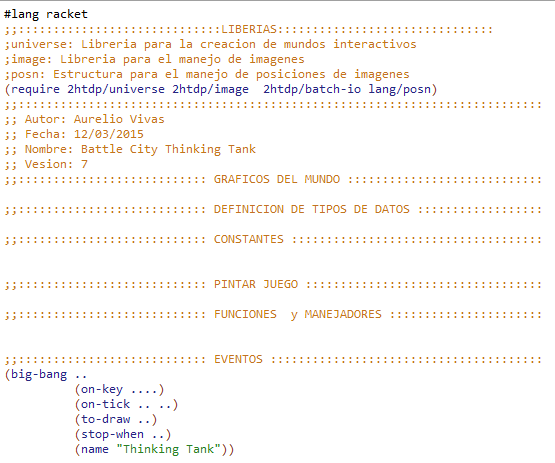 #lang racket
;;:::::::::::::::::::::::::::::LIBERIAS:::::::::::::::::::::::::::::::
;universe: Libreria para la creacion de mundos interactivos
;image: Libreria para el manejo de imagenes
;posn: Estructura para el manejo de posiciones de imagenes
(require 2htdp/universe 2htdp/image  2htdp/batch-io lang/posn)
;;:::::::::::::::::::::::::::::::::::::::::::::::::::::::::::::::::::::::::::
;; Autor: Aurelio Vivas
;; Fecha: 12/03/2015
;; Nombre: Battle City Thinking Tank
;; Vesion: 7
;;::::::::::::::::::::::::::: GRAFICOS DEL MUNDO ::::::::::::::::::::::::::::
;;::::::::::::::::::::::::::: DEFINICION DE TIPOS DE DATOS ::::::::::::::::::
;;::::::::::::::::::::::::::: CONSTANTES ::::::::::::::::::::::::::::::::::::
;;::::::::::::::::::::::::::: PINTAR JUEGO ::::::::::::::::::::::::::::::::::
;;::::::::::::::::::::::::::: FUNCIONES  y MANEJADORES ::::::::::::::::::::::
;;::::::::::::::::::::::::::: EVENTOS :::::::::::::::::::::::::::::::::::::::
(big-bang ..
          (on-key ....)
          (on-tick .. ..)
          (to-draw ..)
          (stop-when ..)
          (name "Thinking Tank"))